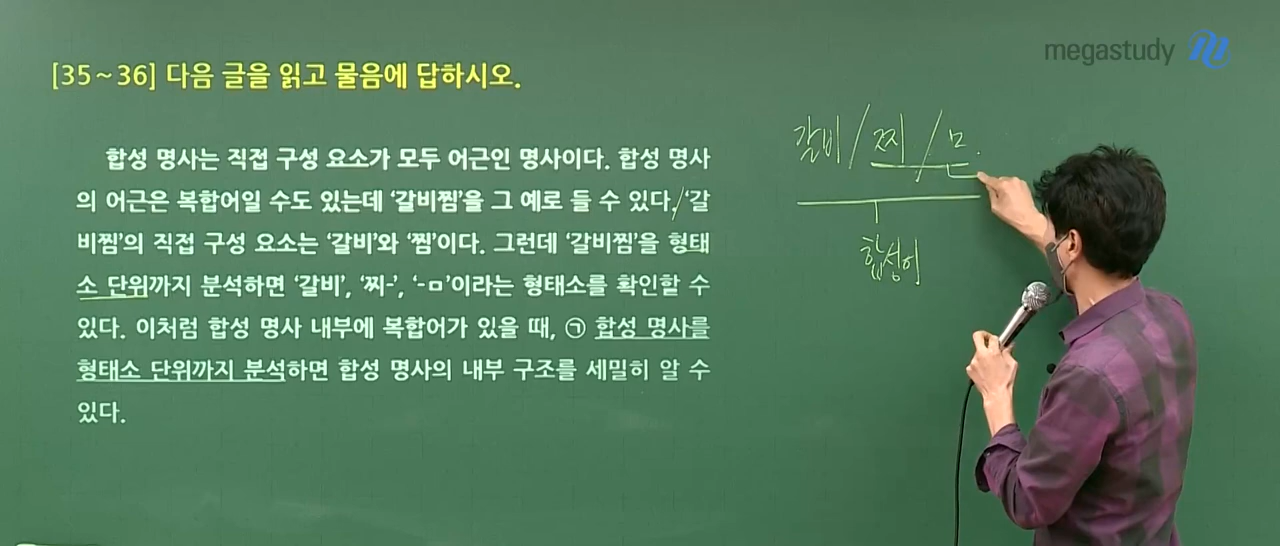 megastudy
[35~36] 다음 글을 읽고 물음에 답하시오.
합성 명사는 직접 구성 요소가 모두 어근인 명사이다. 합성 명사
의 어근은 복합어일 수도 있는데 ‘갈비찜’을 그 예로 들 수 있다. ‘갈
비찜’의 직접 구성 요소는 ‘갈비’와 ‘찜’이다. 그런데 ‘갈비찜’을 형태
소 단위까지 분석하면 ‘갈비’, ‘찌-’, ‘-ㅁ’이라는 형태소를 확인할 수
있다. 이처럼 합성 명사 내부에 복합어가 있을 때, ㉠ 합성 명사를
형태소 단위까지 분석하면 합성 명사의 내부 구조를 세밀히 알 수
있다.
갈비/찌/ㅁ.
합성어